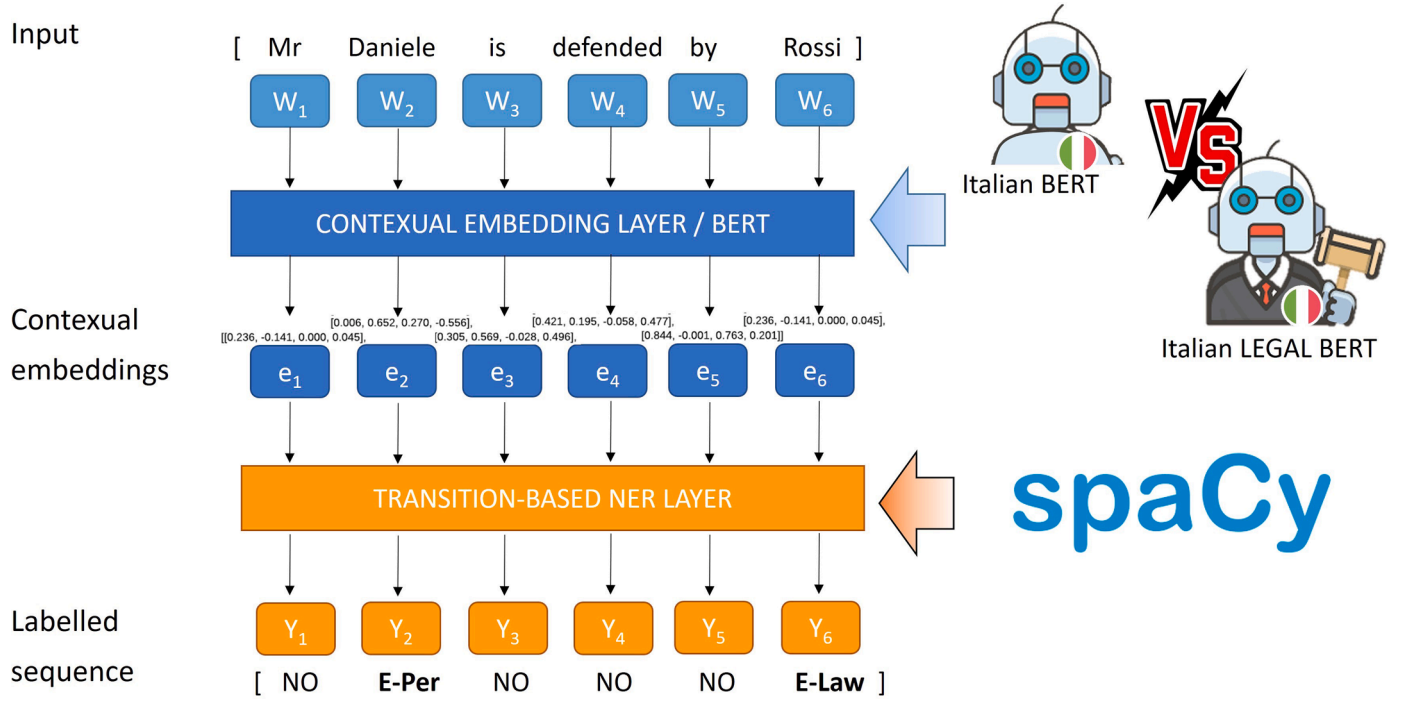 Input
[ Mr Daniele is defended by Rossi ]
W1 W2 W3 W4 W5 W6
VS
Italian BERT
CONTEXUAL EMBEDDING LAYER / BERT
Italian LEGAL BERT
Contexual
embeddings
[0.006, 0.652, 0.270, -0.556], [0.421, 0.195, -0.058, 0.477], [0.236, -0.141, 0.000, 0.045],
[[0.236, -0.141, 0.000, 0.045], [0.305, 0.569, -0.028, 0.496], [0.844, -0.001, 0.763, 0.201]]
e1 e2 e3 e4 e5 e6
TRANSITION-BASED NER LAYER
spaCy
Labelled
sequence
Y1 Y2 Y3 Y4 Y5 Y6
[ NO E-Per NO NO NO E-Law ]